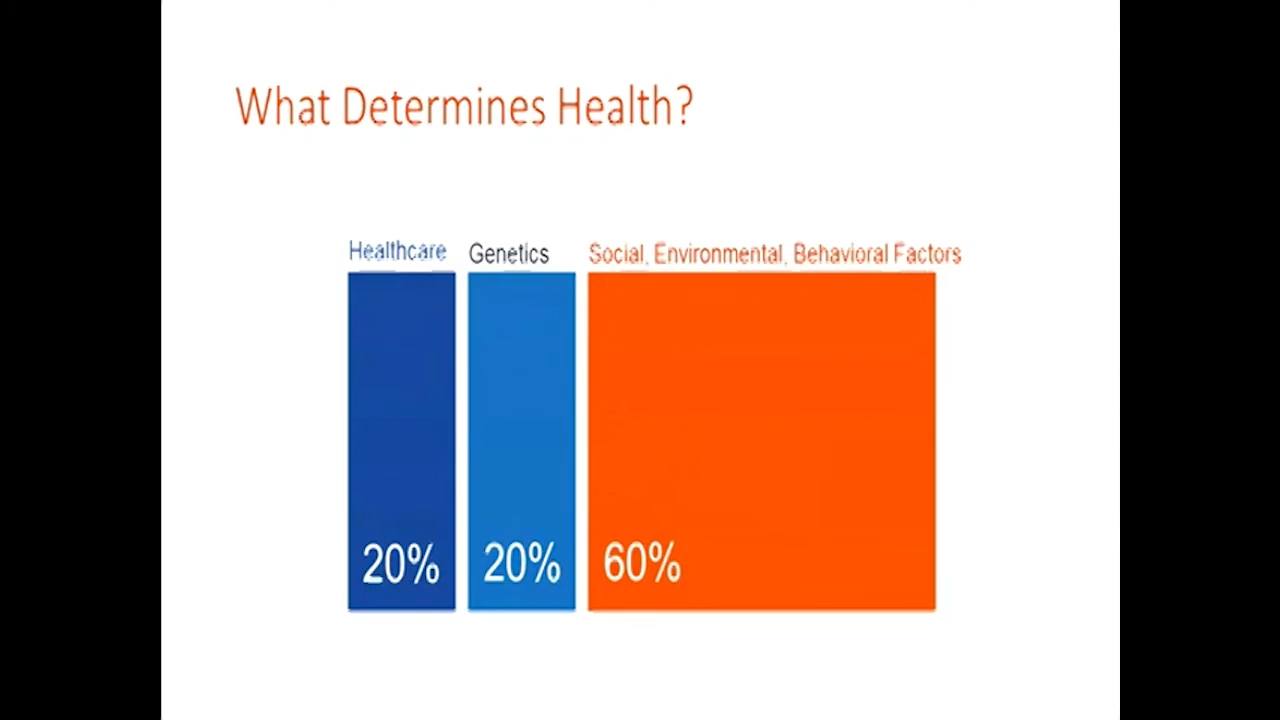 What Determines Health?
Healthcare Genetics Social, Environmental, Behavioral Factors
20% 20% 60%